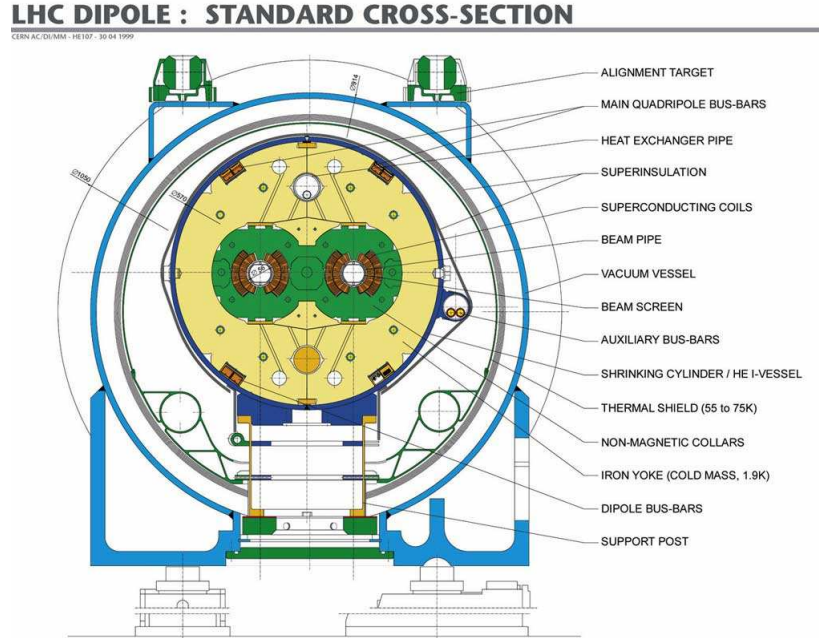 LHC DIPOLE : STANDARD CROSS-SECTION
CERN AC/DI/MM - HE107 - 30 04 1999
ALIGNMENT TARGET
MAIN QUADRIPOLE BUS-BARS
HEAT EXCHANGER PIPE
SUPERINSULATION
SUPERCONDUCTING COILS
BEAM PIPE
VACUUM VESSEL
BEAM SCREEN
AUXILIARY BUS-BARS
SHRINKING CYLINDER / HE I-VESSEL
THERMAL SHIELD (55 to 75K)
NON-MAGNETIC COLLARS
IRON YOKE (COLD MASS, 1.9K)
DIPOLE BUS-BARS
SUPPORT POST
Ø914
Ø1050
Ø570